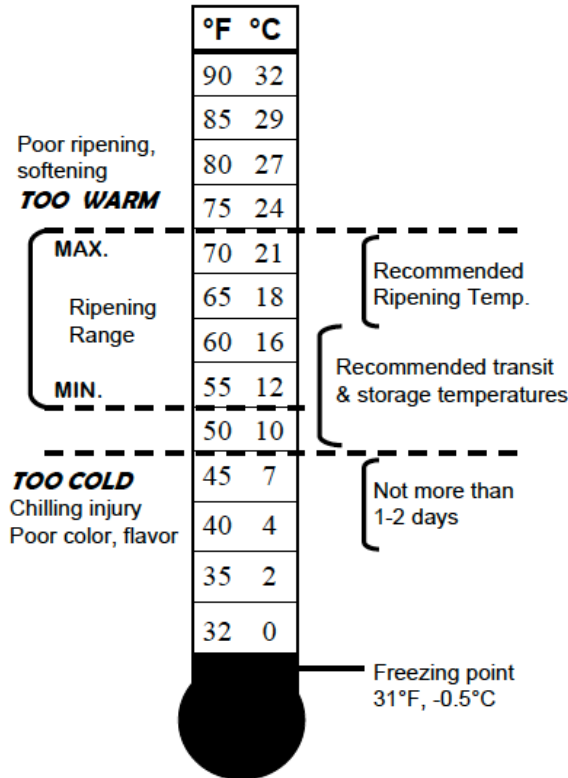 °F °C
90 32
85 29
Poor ripening,
softening
80 27
TOO WARM
75 24
MAX.
70 21
Recommended
Ripening Temp.
65 18
Ripening
Range
60 16
Recommended transit
& storage temperatures
MIN.
55 12
50 10
TOO COLD
45 7
Chilling injury
Poor color, flavor
Not more than
1-2 days
40 4
35 2
32 0
Freezing point
31°F, -0.5°C